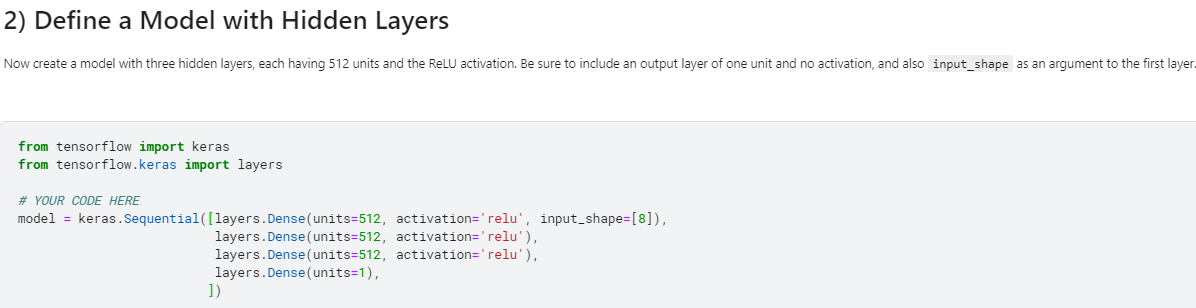 2) Define a Model with Hidden Layers
Now create a model with three hidden layers, each having 512 units and the ReLU activation. Be sure to include an output layer of one unit and no activation, and also input_shape as an argument to the first layer.
from tensorflow import keras
from tensorflow.keras import layers
# YOUR CODE HERE
model = keras.Sequential([layers.Dense(units=512, activation='relu', input_shape=[8]),
layers.Dense(units=512, activation='relu'),
layers.Dense(units=512, activation='relu'),
layers.Dense(units=1),
])